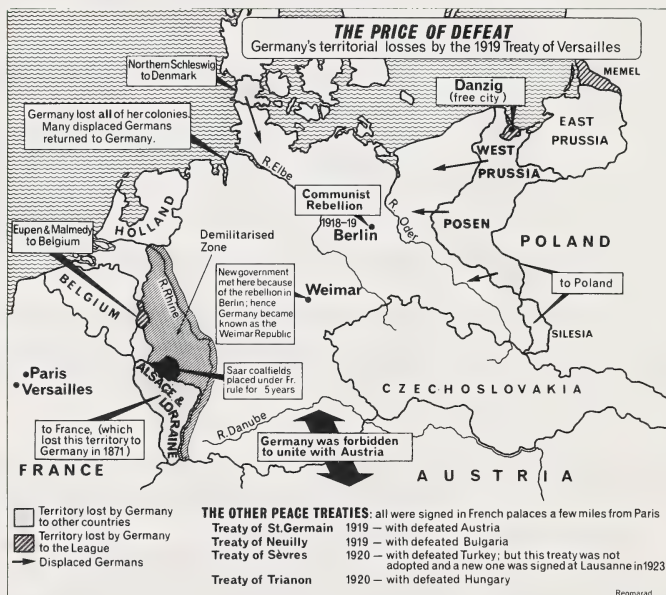 THE PRICE OF DEFEAT
Germany's territorial losses by the 1919 Treaty of Versailles
Northern Schleswig
to Denmark
MEMEL
Danzig
(free city)
Germany lost all of her colonies.
Many displaced Germans
returned to Germany.
EAST
PRUSSIA
WEST
PRUSSIA
R.Elbe
Communist
Rebellion
1918-19
Berlin
R. Oder
POSEN
POLAND
HOLLAND
Eupen & Malmedy
to Belgium
Demilitarised
Zone
to Poland
BELGIUM
R.Rhine
New government
met here because
of the rebellion in
Berlin; hence
Germany became
known as the
Weimar Republic
Weimar
SILESIA
Paris
Versailles
Saar coalfields
placed under Fr.
rule for 5 years
ALSACE &
LORRAINE
CZECHOSLOVAKIA
to France, (which
lost this territory to
Germany in 1871)
R.Danube
Germany was forbidden
to unite with Austria
FRANCE
AUSTRIA
Territory lost by Germany
to other countries
Territory lost by Germany
to the League
Displaced Germans
THE OTHER PEACE TREATIES: all were signed in French palaces a few miles from Paris
Treaty of St.Germain 1919 — with defeated Austria
Treaty of Neuilly 1919 — with defeated Bulgaria
Treaty of Sèvres 1920 — with defeated Turkey; but this treaty was not
adopted and a new one was signed at Lausanne in 1923
Treaty of Trianon 1920 — with defeated Hungary
Regmarad